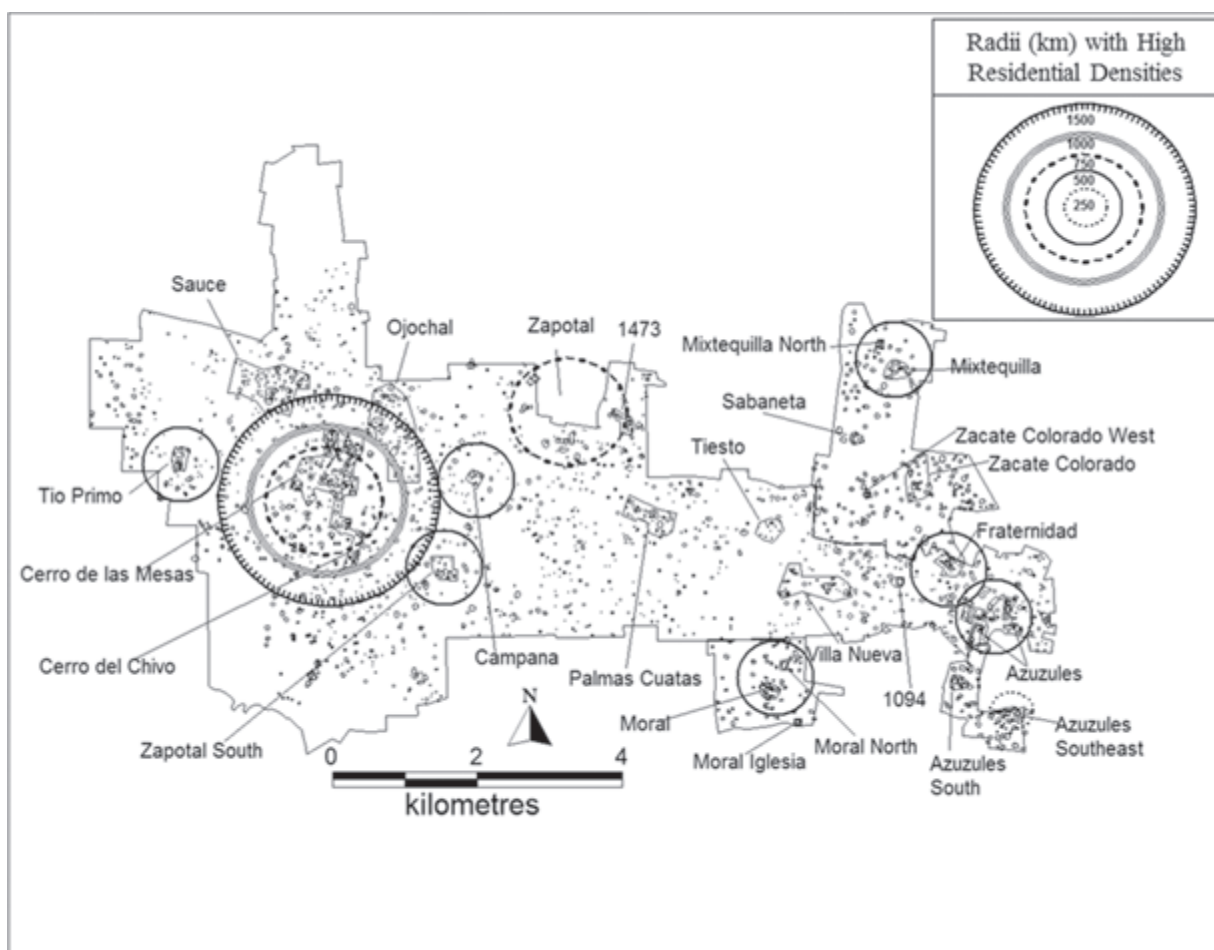 Radii (km) with High
Residential Densities
1500
1000
750
500
250
Sauce
Ojochal
Zapotal
1473
Mixtequilla North
Mixtequilla
Sabaneta
Zacate Colorado West
Zacate Colorado
Tiesto
Tio Primo
Fraternidad
Cerro de las Mesas
Cerro del Chivo
Campana
Palmas Cuatas
Villa Nueva
1094
Azuzules
Zapotal South
N
Moral
Moral Iglesia
Moral North
Azuzules
South
Azuzules
Southeast
0
2
4
kilometres